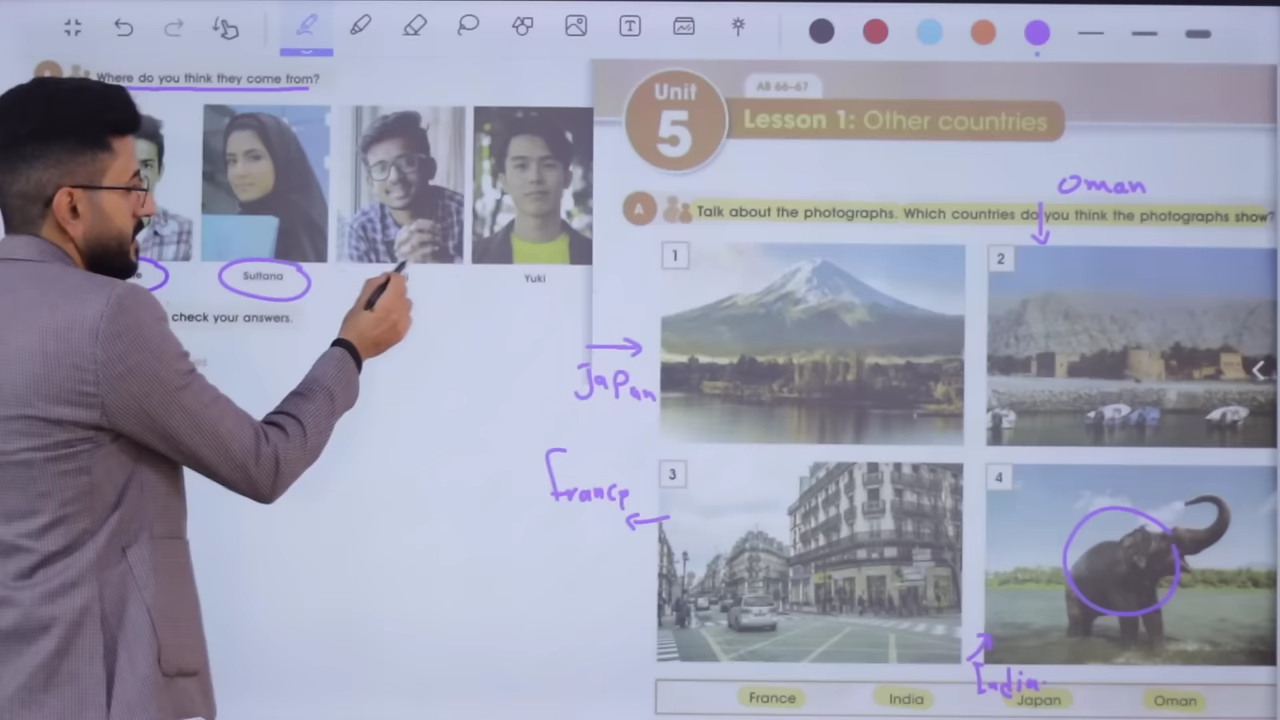 Where do you think they come from?
Sultana
Yuki
check your answers.
Unit
5
AB 66–67
Lesson 1: Other countries
Oman
A
Talk about the photographs. Which countries do you think the photographs show?
1
2
Japan
3
4
France
India
France
India
Japan
Oman